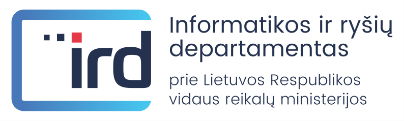 ird
Informatikos ir ryšių
departamentas
prie Lietuvos Respublikos
vidaus reikalų ministerijos